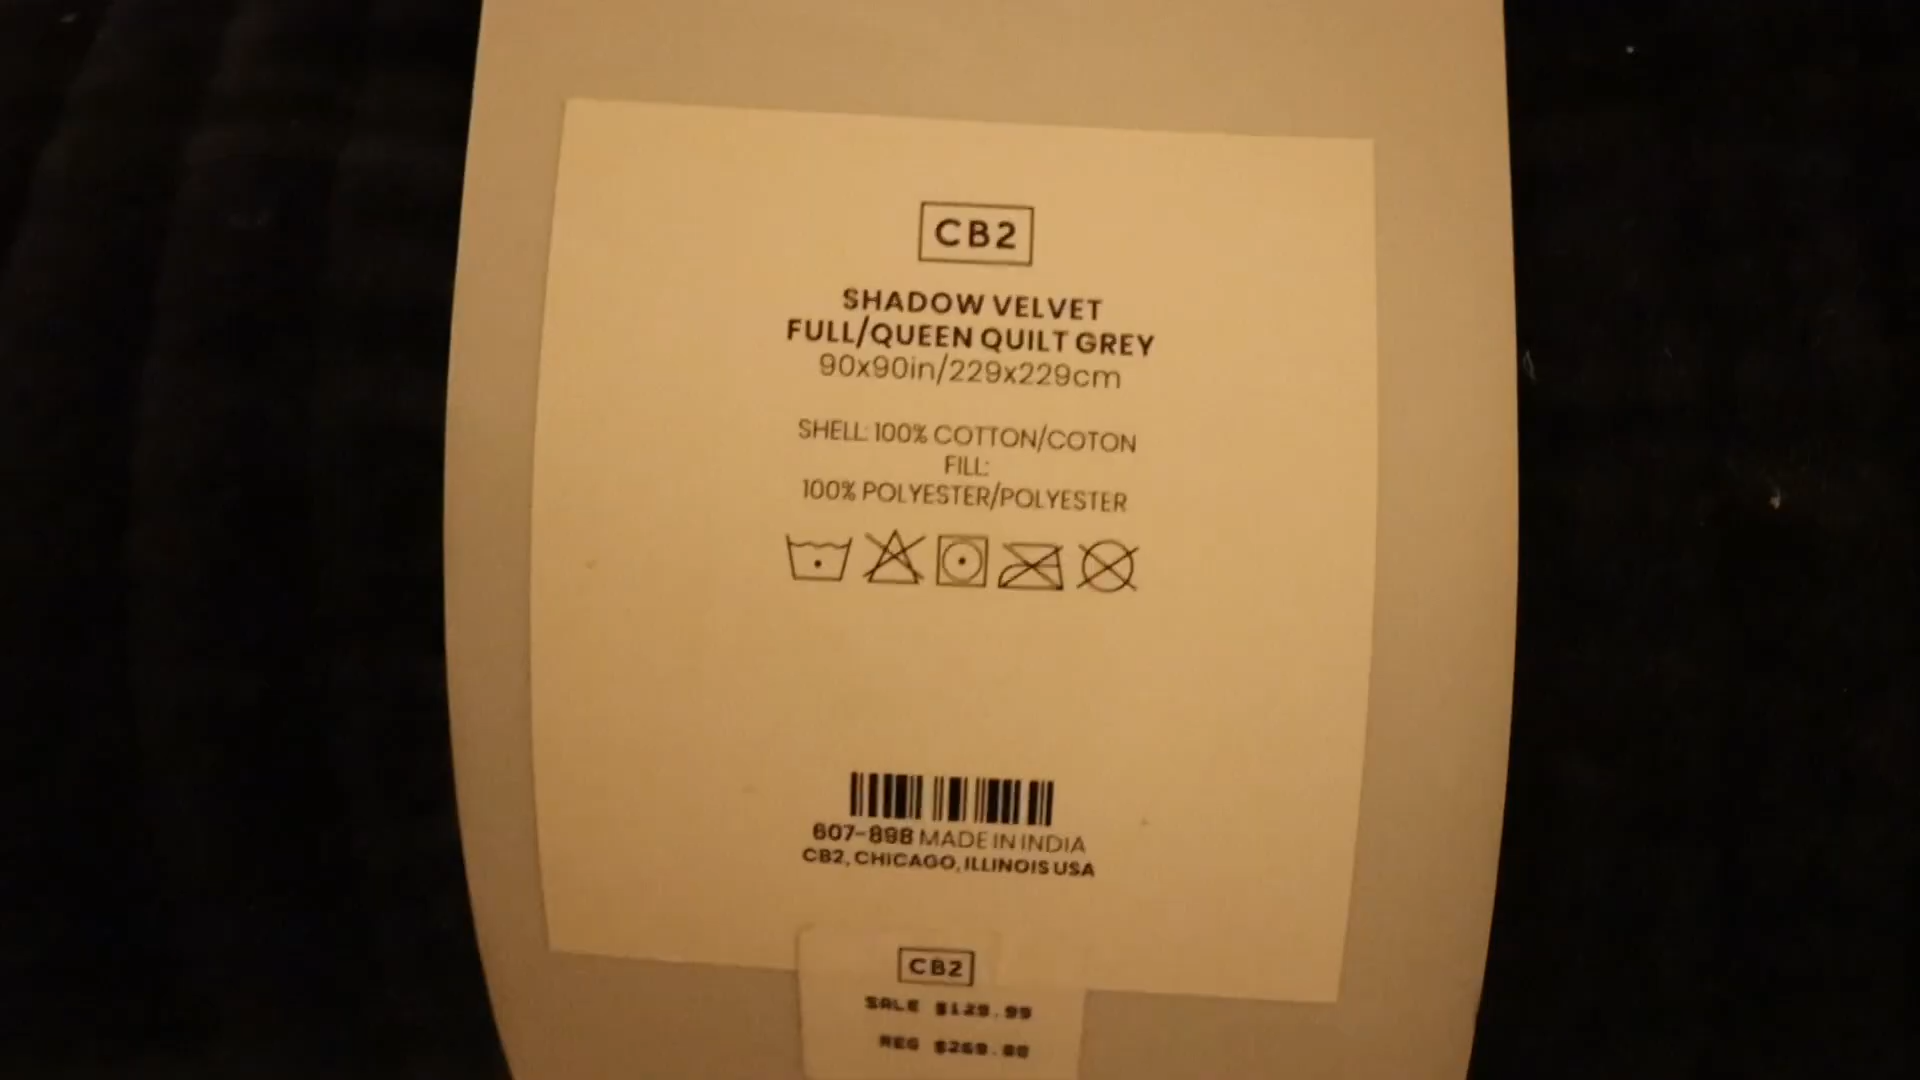 CB2
SHADOW VELVET
FULL/QUEEN QUILT GREY
90x90in/229x229cm
SHELL: 100% COTTON/COTON
FILL:
100% POLYESTER/POLYESTER
607-898 MADE IN INDIA
CB2, CHICAGO, ILLINOIS USA
CB2
SALE $129.99
REG $269.00